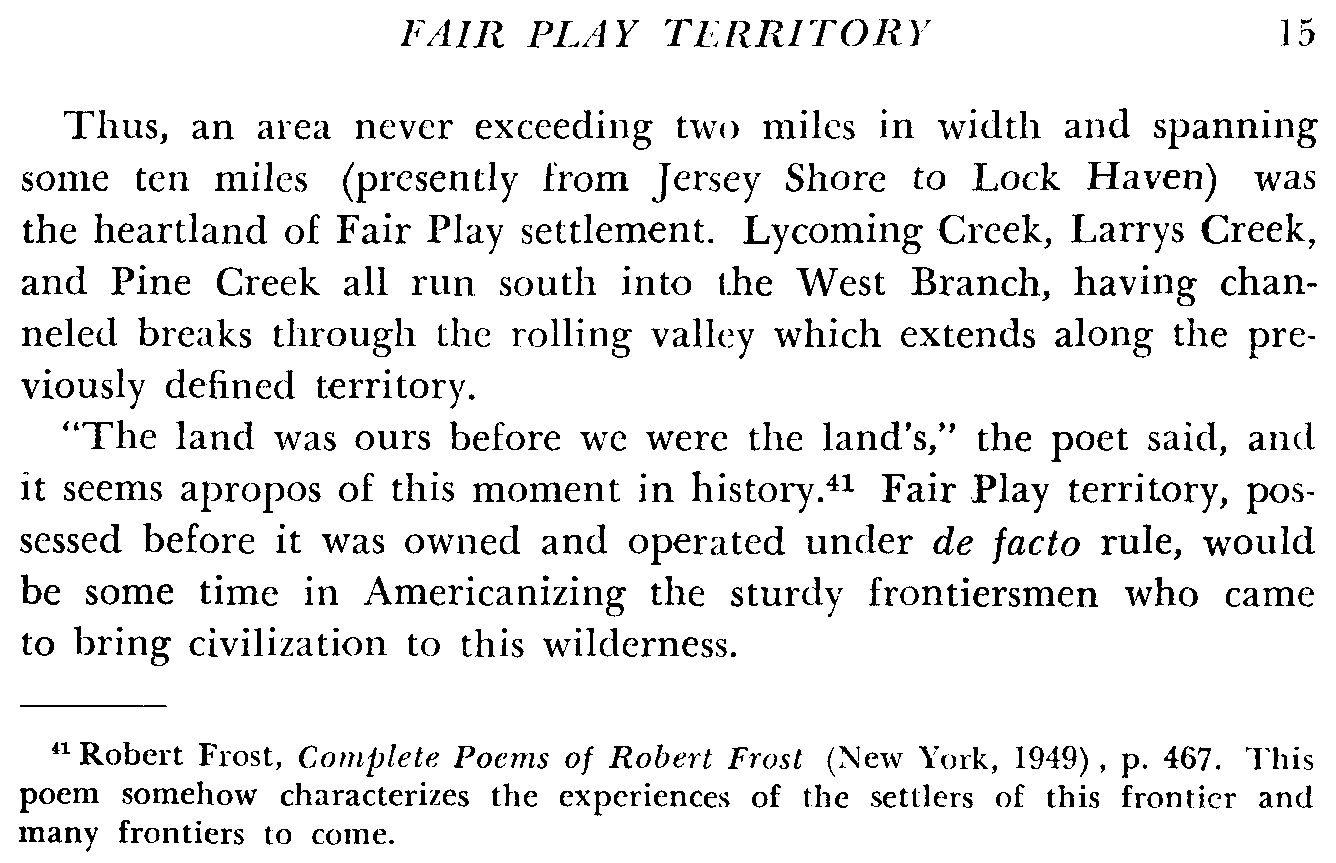 FAIR PLAY TERRITORY 15
Thus, an area never exceeding two miles in width and spanning
some ten miles (presently from Jersey Shore to Lock Haven) was
the heartland of Fair Play settlement. Lycoming Creek, Larrys Creek,
and Pine Creek all run south into the West Branch, having chan-
neled breaks through the rolling valley which extends along the pre-
viously defined territory.
"The land was ours before we were the land's," the poet said, and
it seems apropos of this moment in history.⁴¹ Fair Play territory, pos-
sessed before it was owned and operated under de facto rule, would
be some time in Americanizing the sturdy frontiersmen who came
to bring civilization to this wilderness.
⁴¹ Robert Frost, Complete Poems of Robert Frost (New York, 1949), p. 467. This
poem somehow characterizes the experiences of the settlers of this frontier and
many frontiers to come.